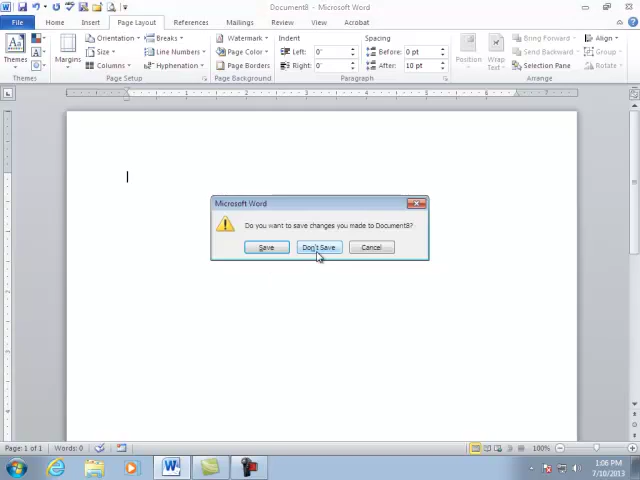 Document8 - Microsoft Word
File Home Insert Page Layout References Mailings Review View Acrobat
Themes
Margins
Orientation
Size
Columns
Breaks
Line Numbers
Hyphenation
Watermark
Page Color
Page Borders
Indent
Left: 0"
Right: 0"
Spacing
Before: 0 pt
After: 10 pt
Position
Wrap Text
Bring Forward
Send Backward
Selection Pane
Align
Group
Rotate
Themes Page Setup Page Background Paragraph Arrange
Microsoft Word
Do you want to save changes you made to Document8?
Save Don't Save Cancel
Page: 1 of 1 Words: 0 100%
1:06 PM
7/10/2013